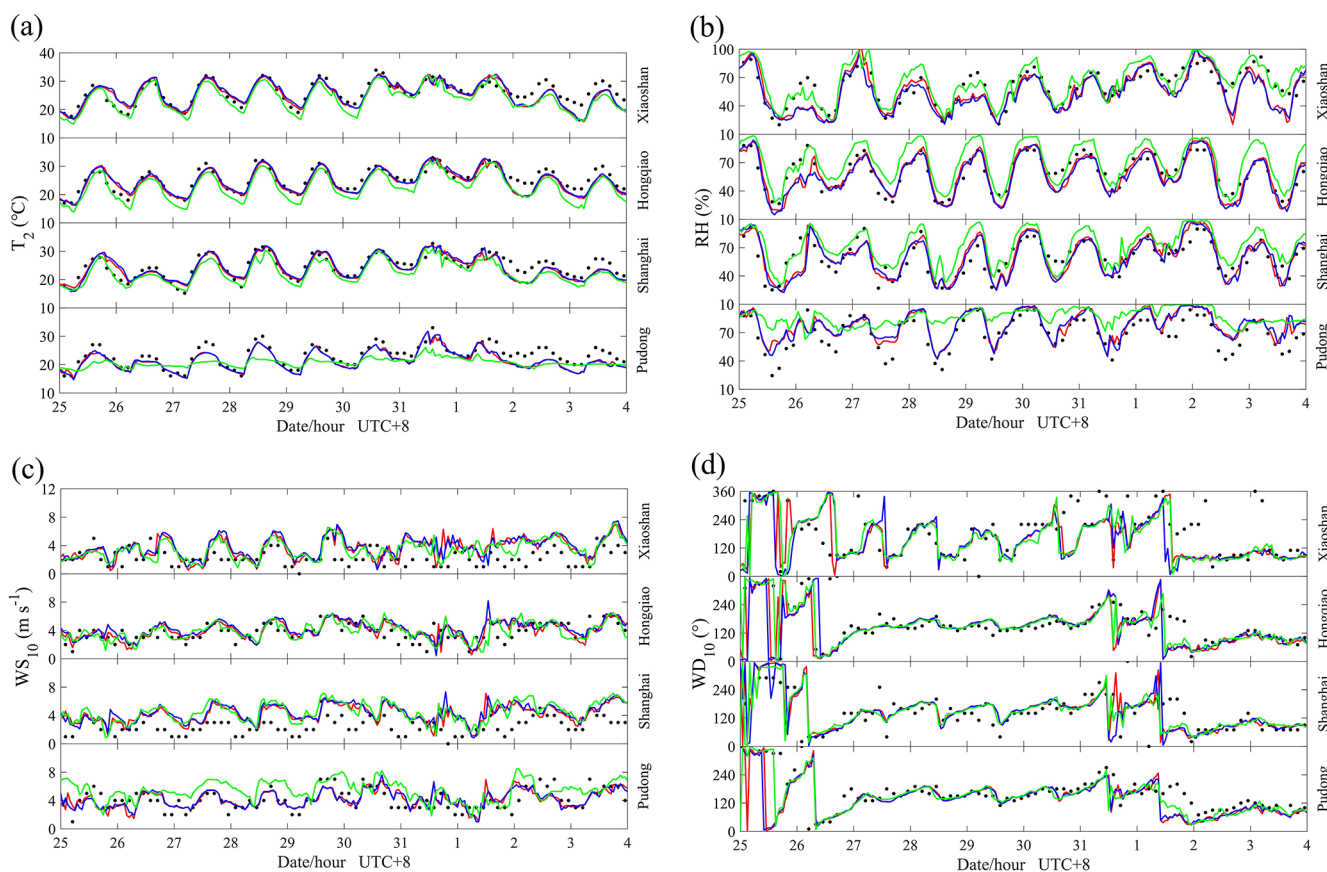 (a)
40
30
20
10
30
20
10
30
20
10
30
20
10
T2 (°C)
Xiaoshan
Hongqiao
Shanghai
Pudong
25 26 27 28 29 30 31 1 2 3 4
Date/hour UTC+8
(b)
100
70
40
10
70
40
10
70
40
10
70
40
10
RH (%)
Xiaoshan
Hongqiao
Shanghai
Pudong
25 26 27 28 29 30 31 1 2 3 4
Date/hour UTC+8
(c)
12
8
4
0
8
4
0
8
4
0
8
4
0
WS10 (m s-1)
Xiaoshan
Hongqiao
Shanghai
Pudong
25 26 27 28 29 30 31 1 2 3 4
Date/hour UTC+8
(d)
360
240
120
0
240
120
0
240
120
0
240
120
0
WD10 (°)
Xiaoshan
Hongqiao
Shanghai
Pudong
25 26 27 28 29 30 31 1 2 3 4
Date/hour UTC+8